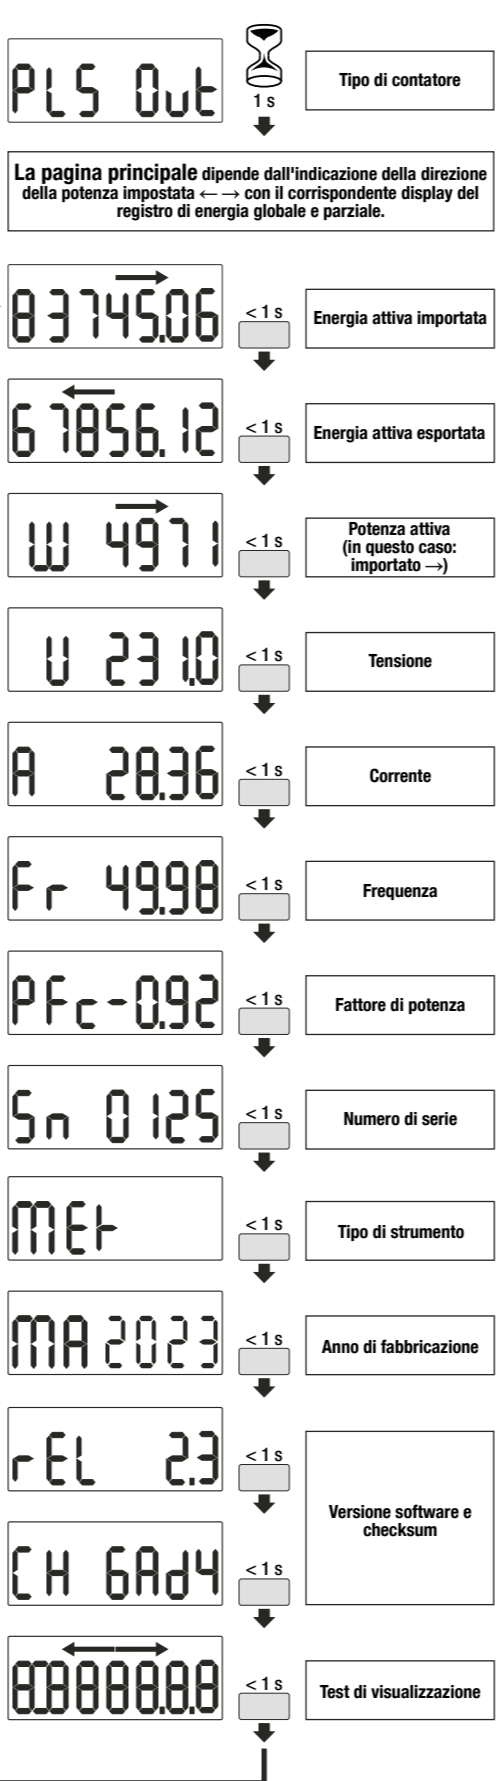 PLS Out
1 s
Tipo di contatore
La pagina principale dipende dall'indicazione della direzione
della potenza impostata ← → con il corrispondente display del
registro di energia globale e parziale.
83745.06
< 1 s
Energia attiva importata
67856.12
< 1 s
Energia attiva esportata
W 4971
< 1 s
Potenza attiva
(in questo caso:
importato →)
U 231.0
< 1 s
Tensione
A 28.36
< 1 s
Corrente
Fr 49.98
< 1 s
Frequenza
PFc-0.92
< 1 s
Fattore di potenza
Sn 0125
< 1 s
Numero di serie
MEt
< 1 s
Tipo di strumento
MA 2023
< 1 s
Anno di fabbricazione
rEL 2.3
< 1 s
Versione software e
checksum
CH 6Ad4
< 1 s
8.8.8888.8.8
< 1 s
Test di visualizzazione